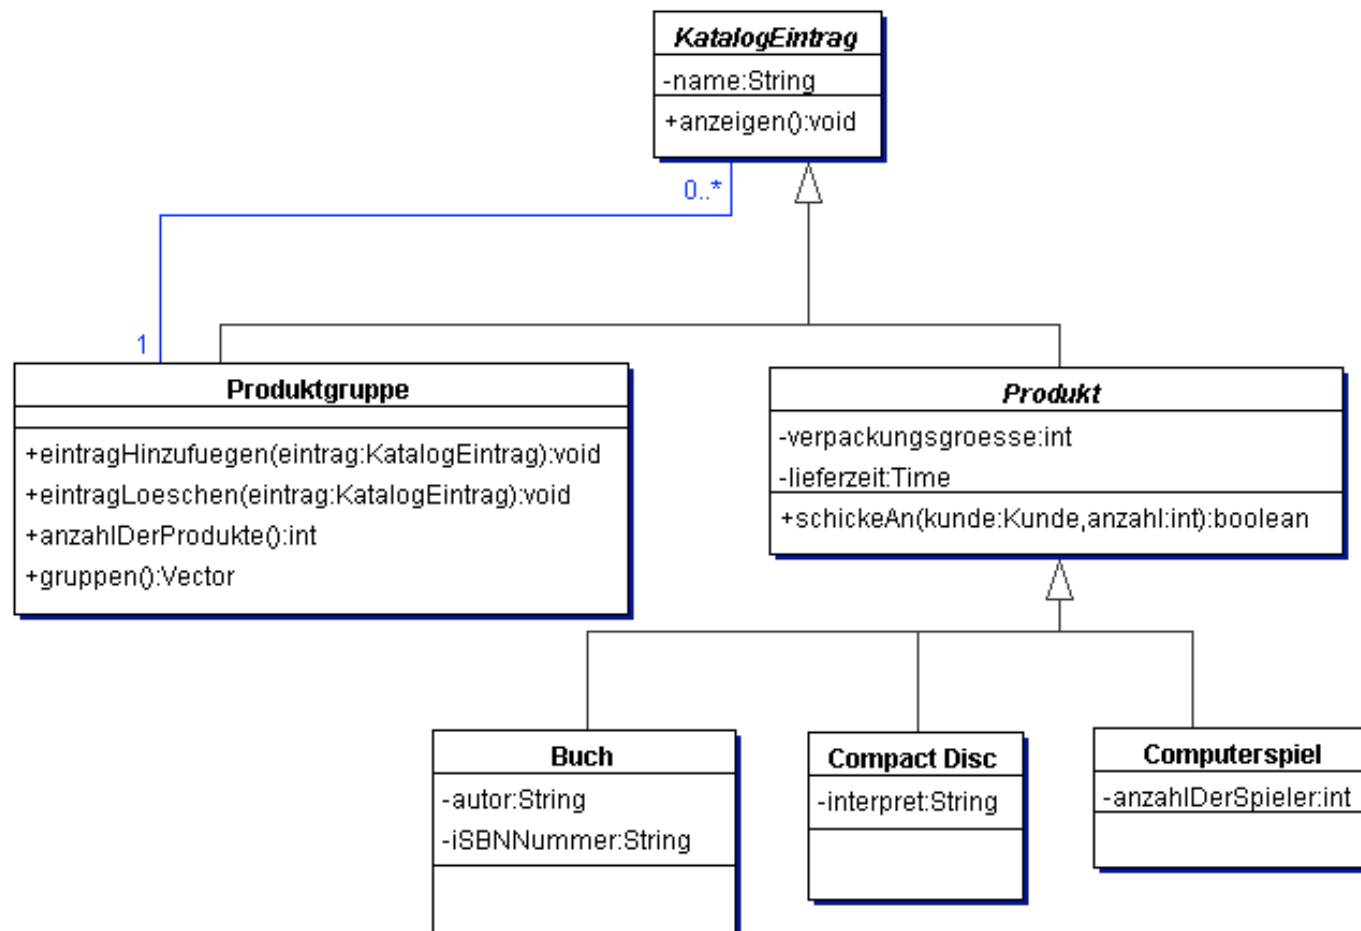 KatalogEintrag
-name:String
+anzeigen():void
0..*
1
Produktgruppe
+eintragHinzufuegen(eintrag:KatalogEintrag):void
+eintragLoeschen(eintrag:KatalogEintrag):void
+anzahlDerProdukte():int
+gruppen():Vector
Produkt
-verpackungsgroesse:int
-lieferzeit:Time
+schickeAn(kunde:Kunde,anzahl:int):boolean
Buch
-autor:String
-iSBNNummer:String
Compact Disc
-interpret:String
Computerspiel
-anzahlDerSpieler:int